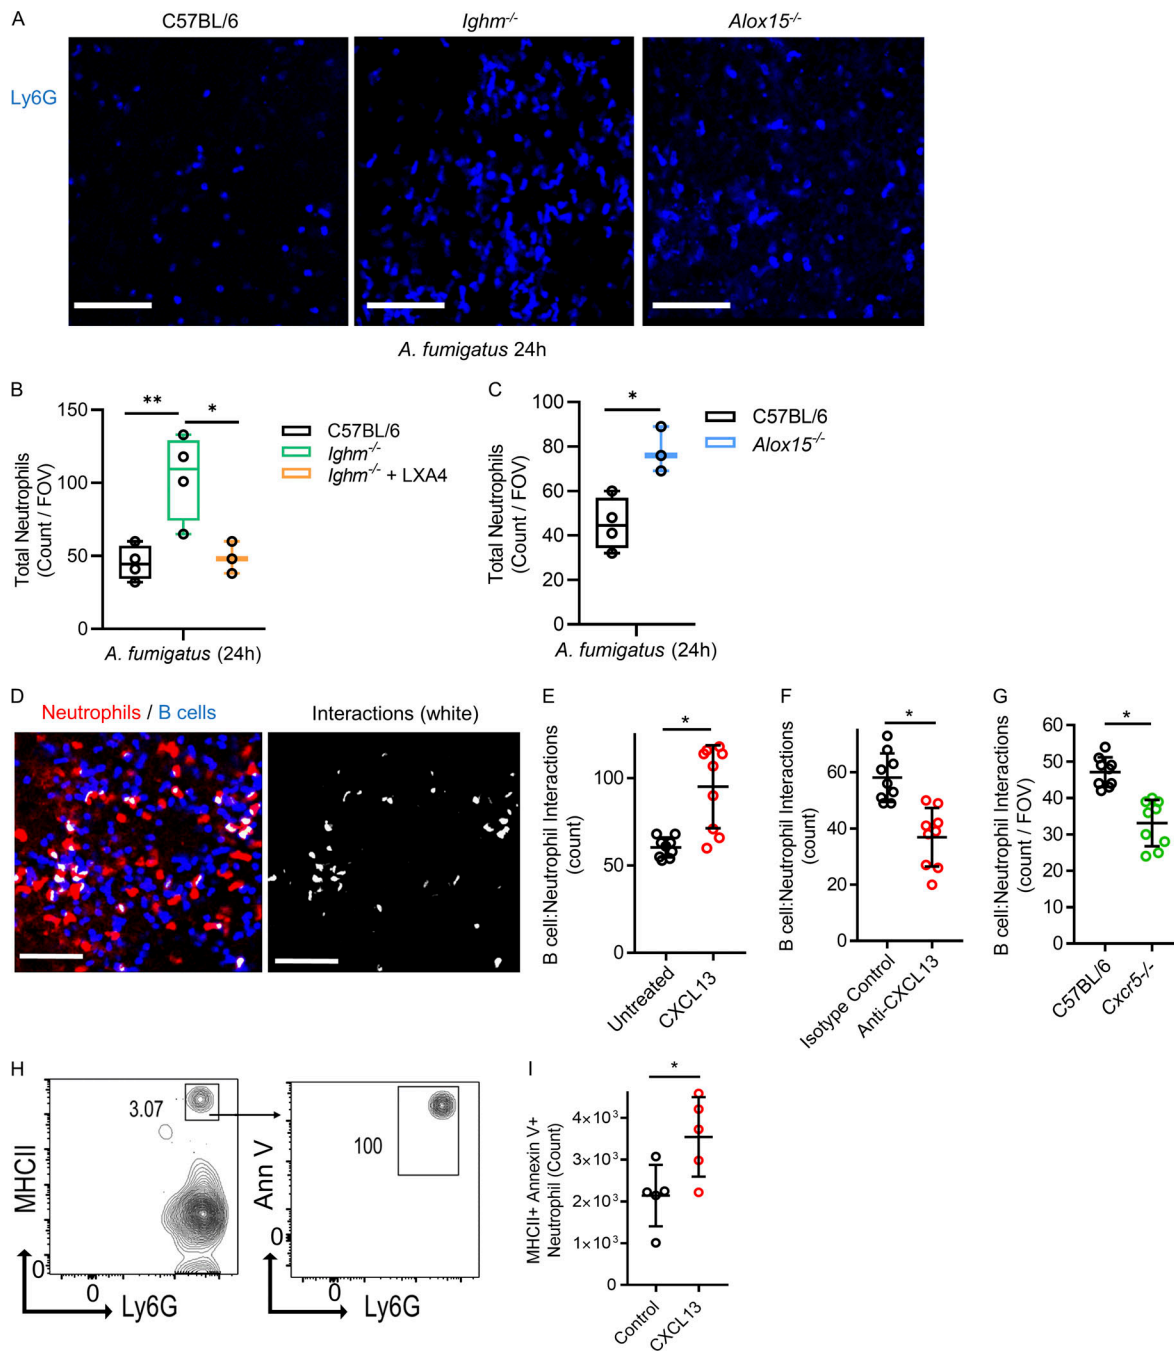 A
C57BL/6
Ighm-/-
Alox15-/-
Ly6G
A. fumigatus 24h
B
Total Neutrophils
(Count / FOV)
150
100
50
0
**
*
A. fumigatus (24h)
C57BL/6
Ighm-/-
Ighm-/- + LXA4
C
Total Neutrophils
(Count / FOV)
100
80
60
40
20
0
*
A. fumigatus (24h)
C57BL/6
Alox15-/-
D
Neutrophils / B cells
Interactions (white)
E
B cell:Neutrophil Interactions
(count)
100
50
0
*
Untreated
CXCL13
F
B cell:Neutrophil Interactions
(count)
60
40
20
0
*
Isotype Control
Anti-CXCL13
G
B cell:Neutrophil Interactions
(count / FOV)
60
50
40
30
20
10
0
*
C57BL/6
Cxcr5-/-
H
MHCII
3.07
0
0
Ly6G
Ann V
100
0
0
Ly6G
I
MHCII+ Annexin V+
Neutrophil (Count)
4×10³
3×10³
2×10³
1×10³
0
*
Control
CXCL13